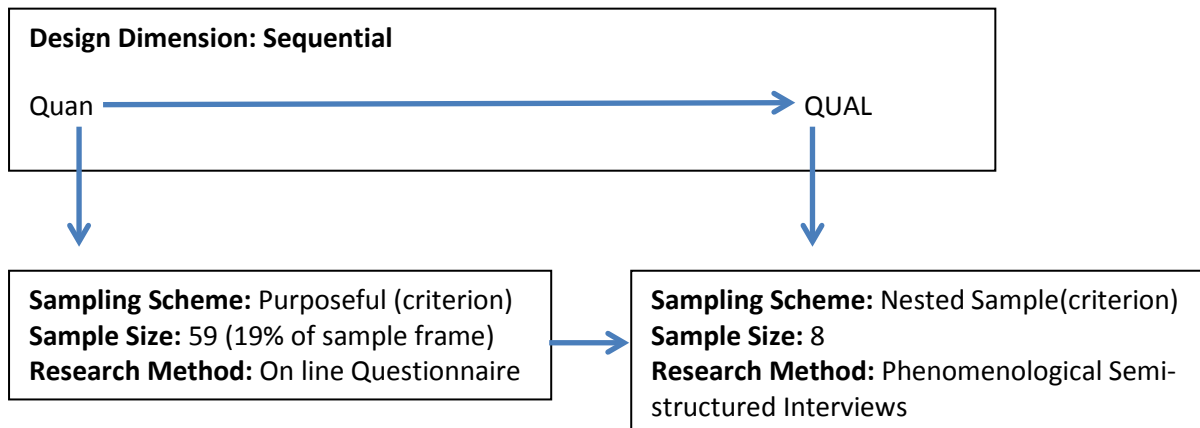 Design Dimension: Sequential
Quan
QUAL
Sampling Scheme: Purposeful (criterion)
Sample Size: 59 (19% of sample frame)
Research Method: On line Questionnaire
Sampling Scheme: Nested Sample(criterion)
Sample Size: 8
Research Method: Phenomenological Semi-
structured Interviews